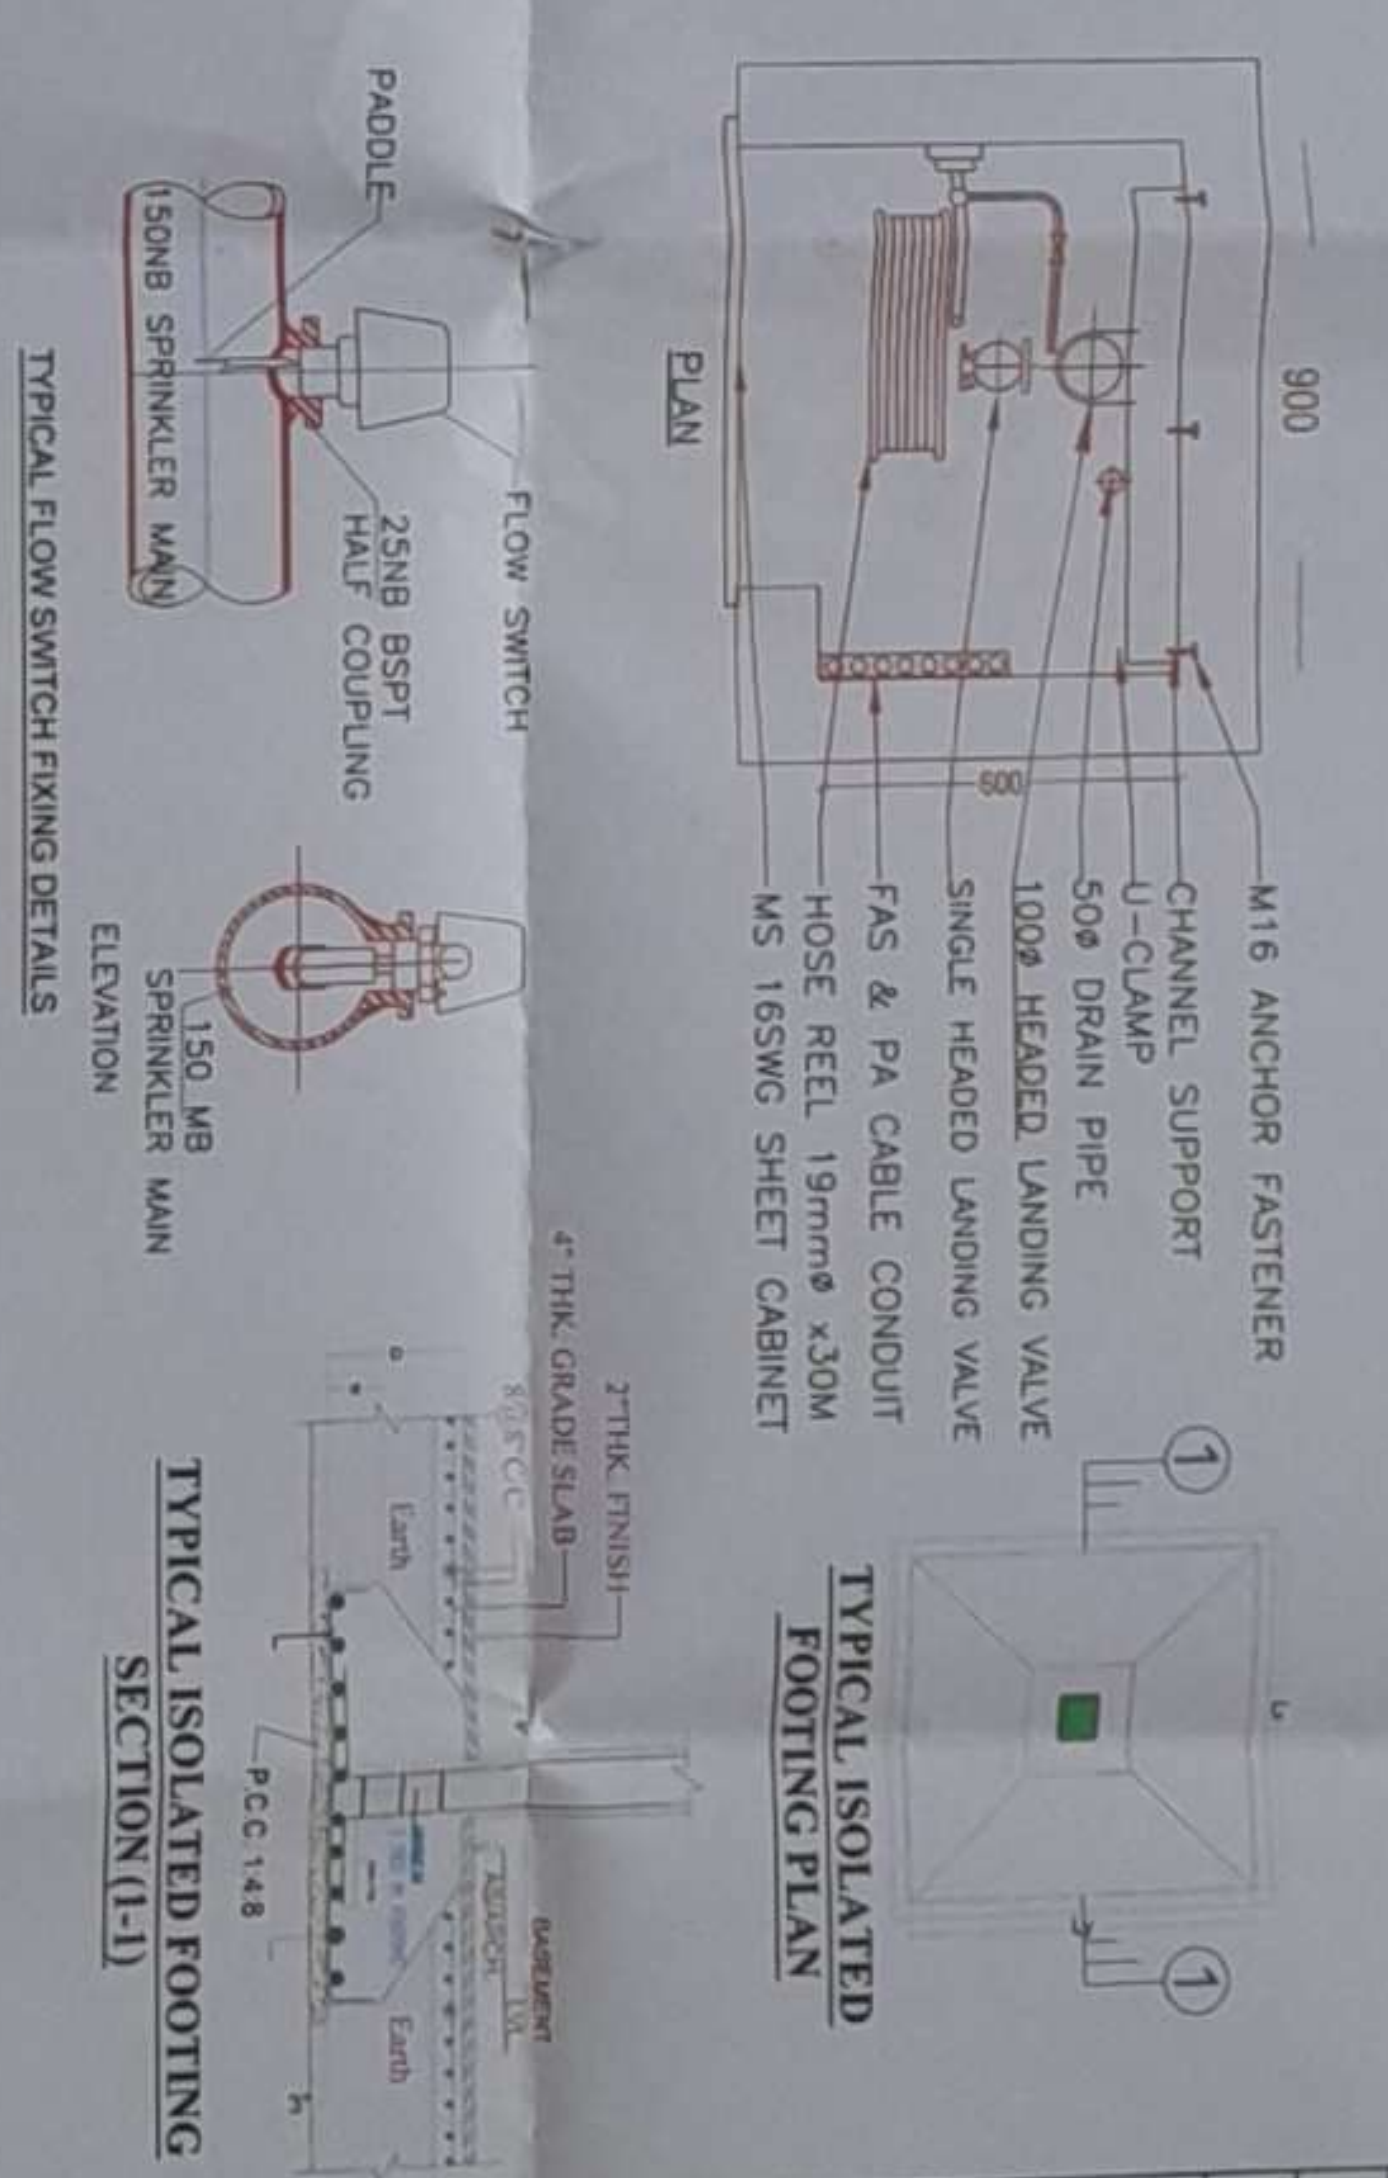 900
600
M16 ANCHOR FASTENER
CHANNEL SUPPORT
U-CLAMP
50ø DRAIN PIPE
100ø HEADED LANDING VALVE
SINGLE HEADED LANDING VALVE
FAS & PA CABLE CONDUIT
HOSE REEL 19mmø x30M
MS 16SWG SHEET CABINET
PLAN
1
1
TYPICAL ISOLATED
FOOTING PLAN
PADDLE
FLOW SWITCH
25NB BSPT
HALF COUPLING
150NB SPRINKLER MAIN
150 MB
SPRINKLER MAIN
ELEVATION
TYPICAL FLOW SWITCH FIXING DETAILS
2"THK. FINISH
4" THK. GRADE SLAB
BASEMENT
Earth
Earth
P.C.C 1:4:8
TYPICAL ISOLATED FOOTING
SECTION (1-1)